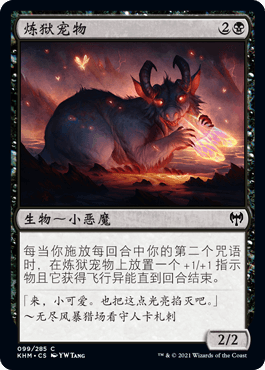 炼狱宠物 2
生物～小恶魔
每当你施放每回合中你的第二个咒语
时，在炼狱宠物上放置一个 +1/+1 指示
物且它获得飞行异能直到回合结束。
「来，小可爱。也把这点光亮掐灭吧。」
～无尽风暴猎场看守人卡札刺
2/2
099/285 C
KHM • CS YW Tang
™ & © 2021 Wizards of the Coast